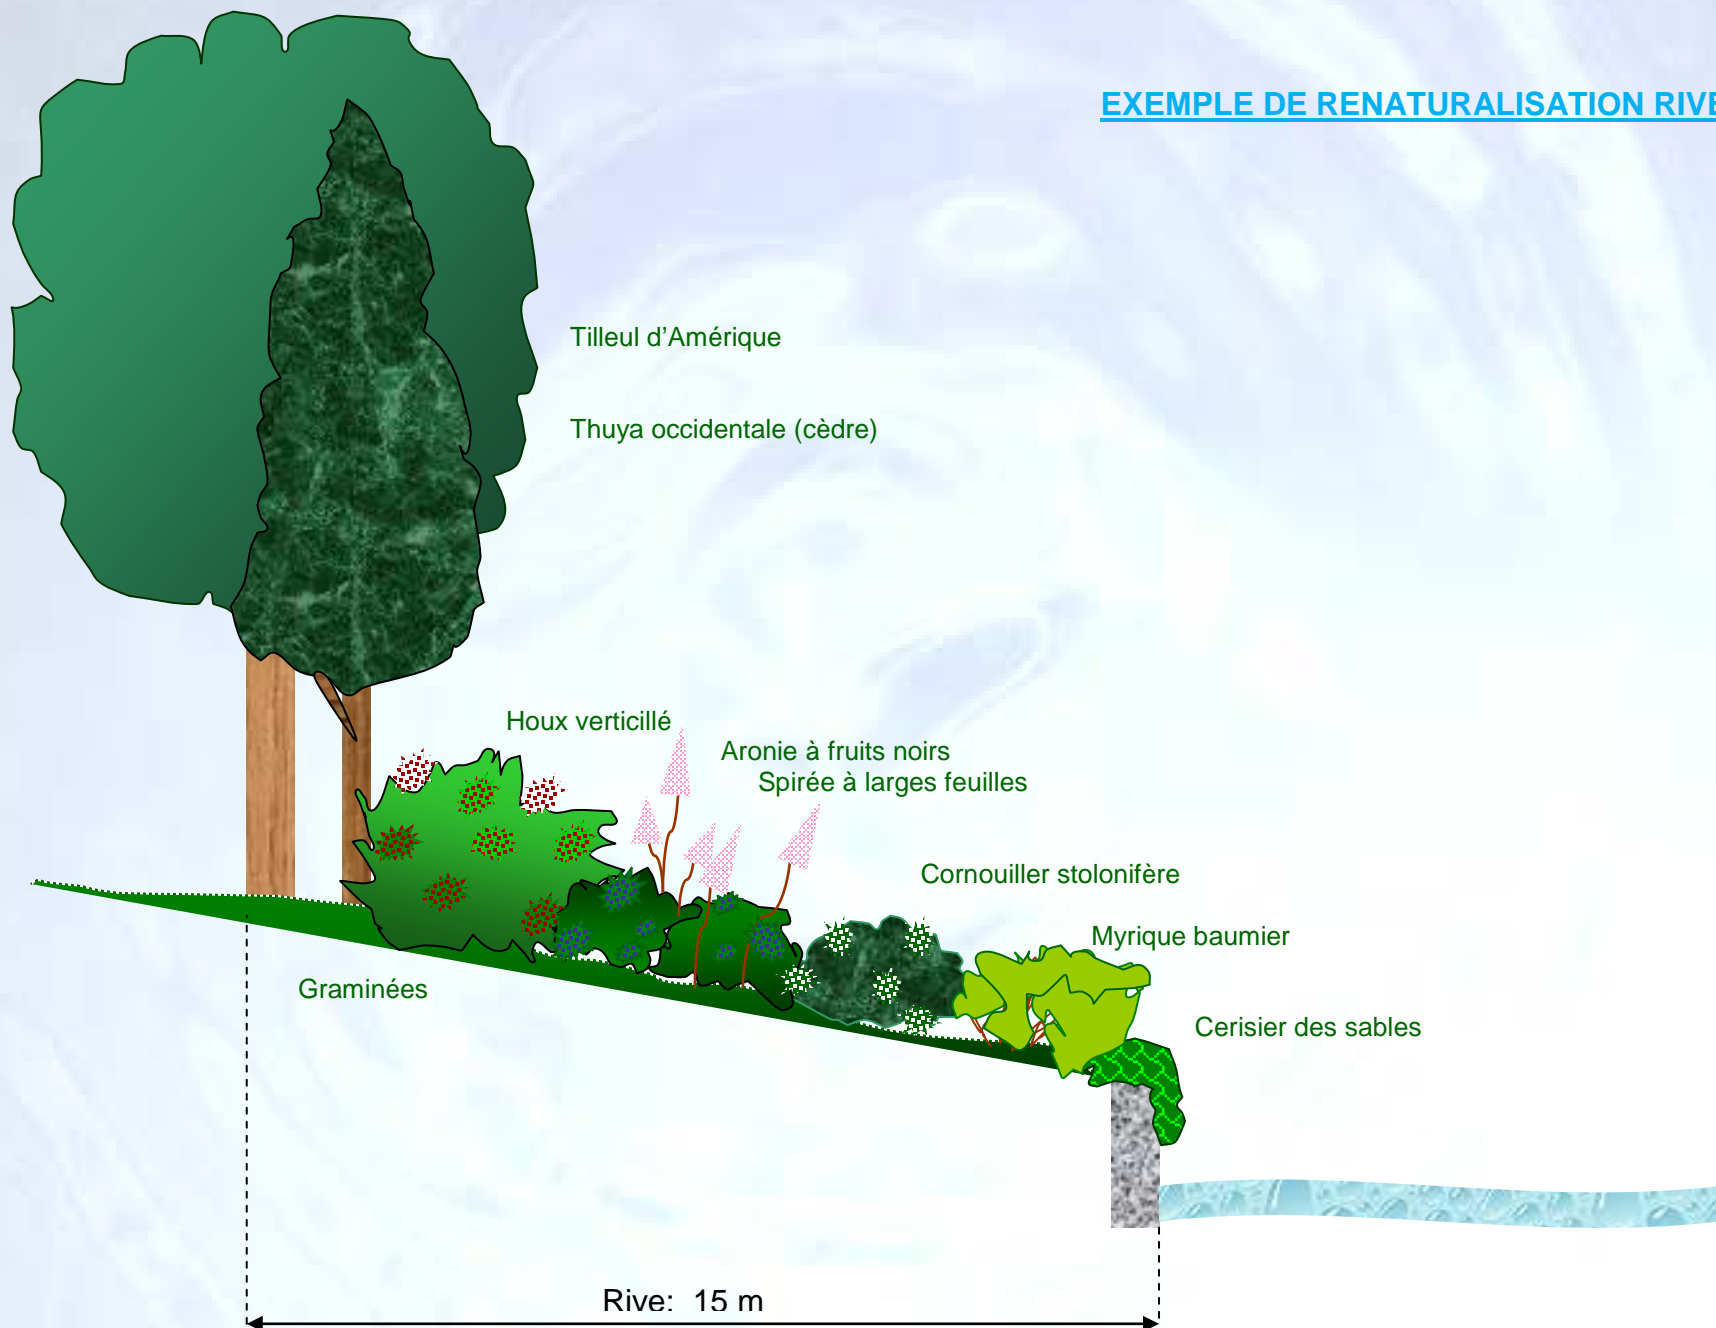 EXEMPLE DE RENATURALISATION RIVE
Tilleul d’Amérique
Thuya occidentale (cèdre)
Houx verticillé
Aronie à fruits noirs
Spirée à larges feuilles
Cornouiller stolonifère
Myrique baumier
Graminées
Cerisier des sables
Rive: 15 m